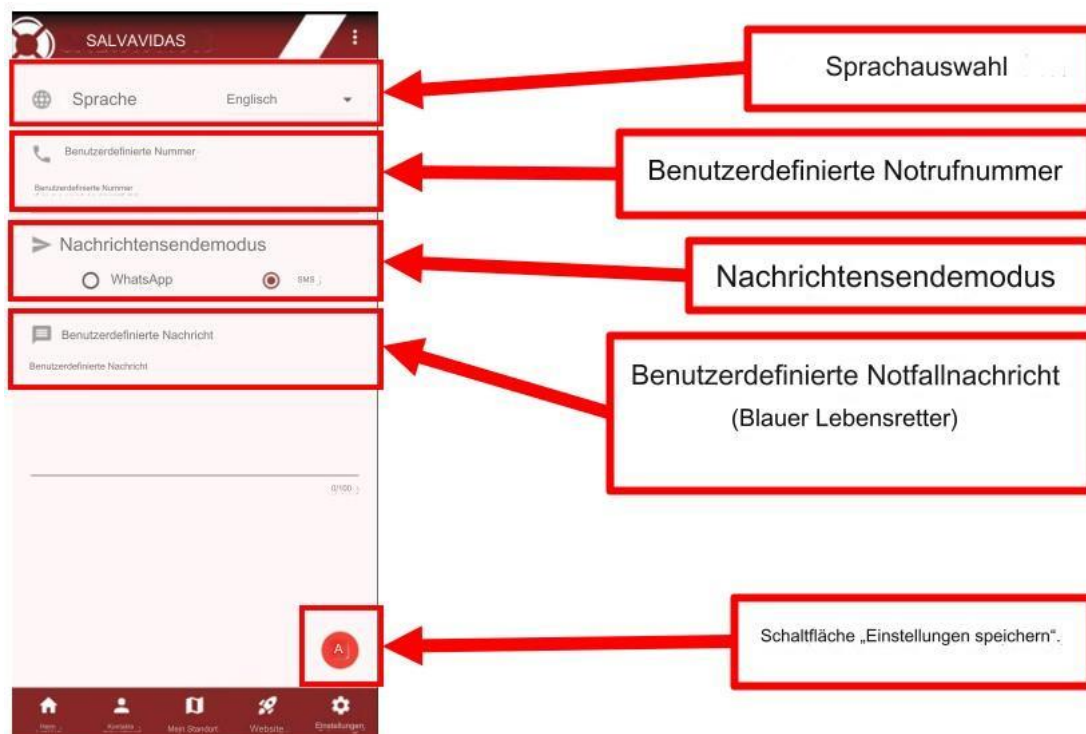 SALVAVIDAS
Sprache Englisch
Benutzerdefinierte Nummer
Benutzerdefinierte Nummer
Nachrichtensendemodus
WhatsApp SMS
Benutzerdefinierte Nachricht
Benutzerdefinierte Nachricht
0/100
A
Kontakte Mein Standort Website Einstellungen
Sprachauswahl
Benutzerdefinierte Notrufnummer
Nachrichtensendemodus
Benutzerdefinierte Notfallnachricht
(Blauer Lebensretter)
Schaltfläche „Einstellungen speichern“.